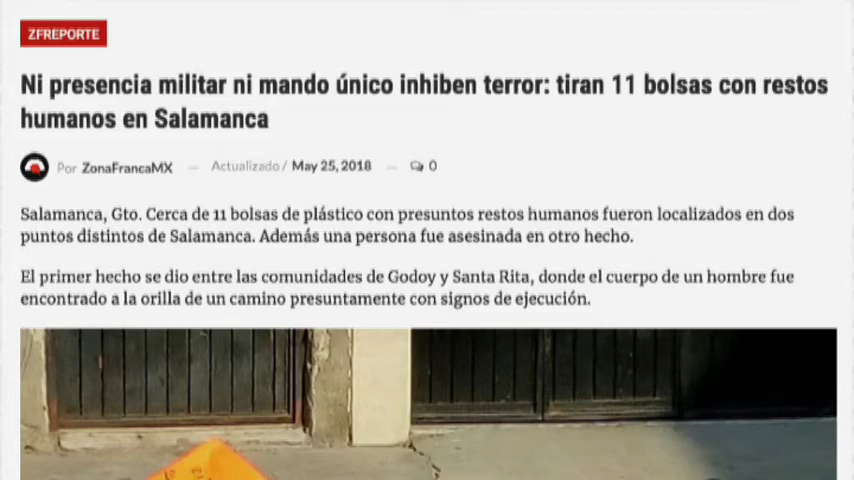 ZFREPORTE
Ni presencia militar ni mando único inhiben terror: tiran 11 bolsas con restos
humanos en Salamanca
Por ZonaFrancaMX — Actualizado / May 25, 2018 — 0
Salamanca, Gto. Cerca de 11 bolsas de plástico con presuntos restos humanos fueron localizados en dos
puntos distintos de Salamanca. Además una persona fue asesinada en otro hecho.
El primer hecho se dio entre las comunidades de Godoy y Santa Rita, donde el cuerpo de un hombre fue
encontrado a la orilla de un camino presuntamente con signos de ejecución.